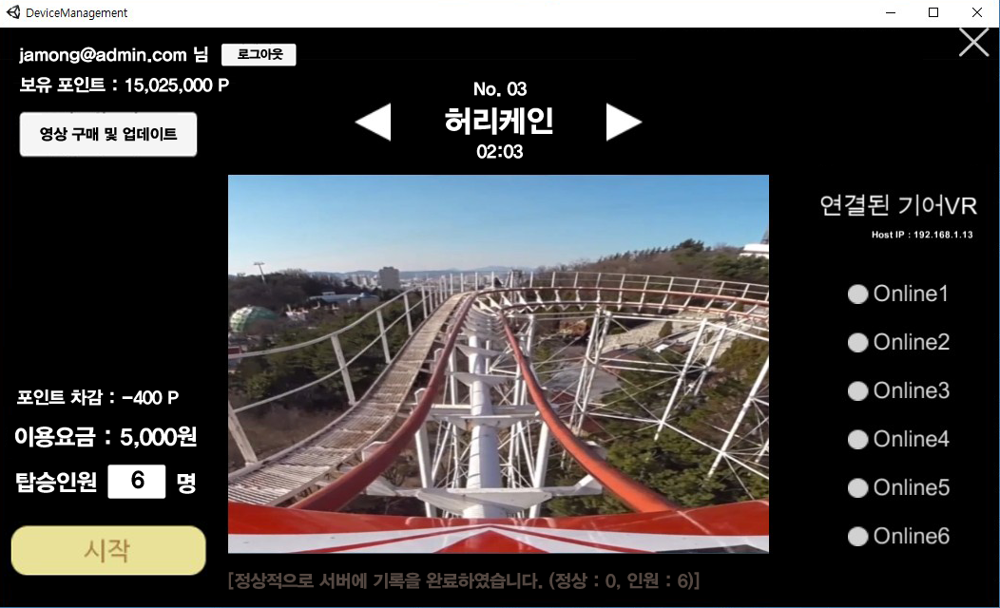 DeviceManagement
jamong@admin.com 님
로그아웃
보유 포인트 : 15,025,000 P
영상 구매 및 업데이트
No. 03
허리케인
02:03
연결된 기어VR
Host IP : 192.168.1.13
Online1
Online2
Online3
Online4
Online5
Online6
포인트 차감 : -400 P
이용요금 : 5,000원
탑승인원 6 명
시작
[정상적으로 서버에 기록을 완료하였습니다. (정상 : 0, 인원 : 6)]